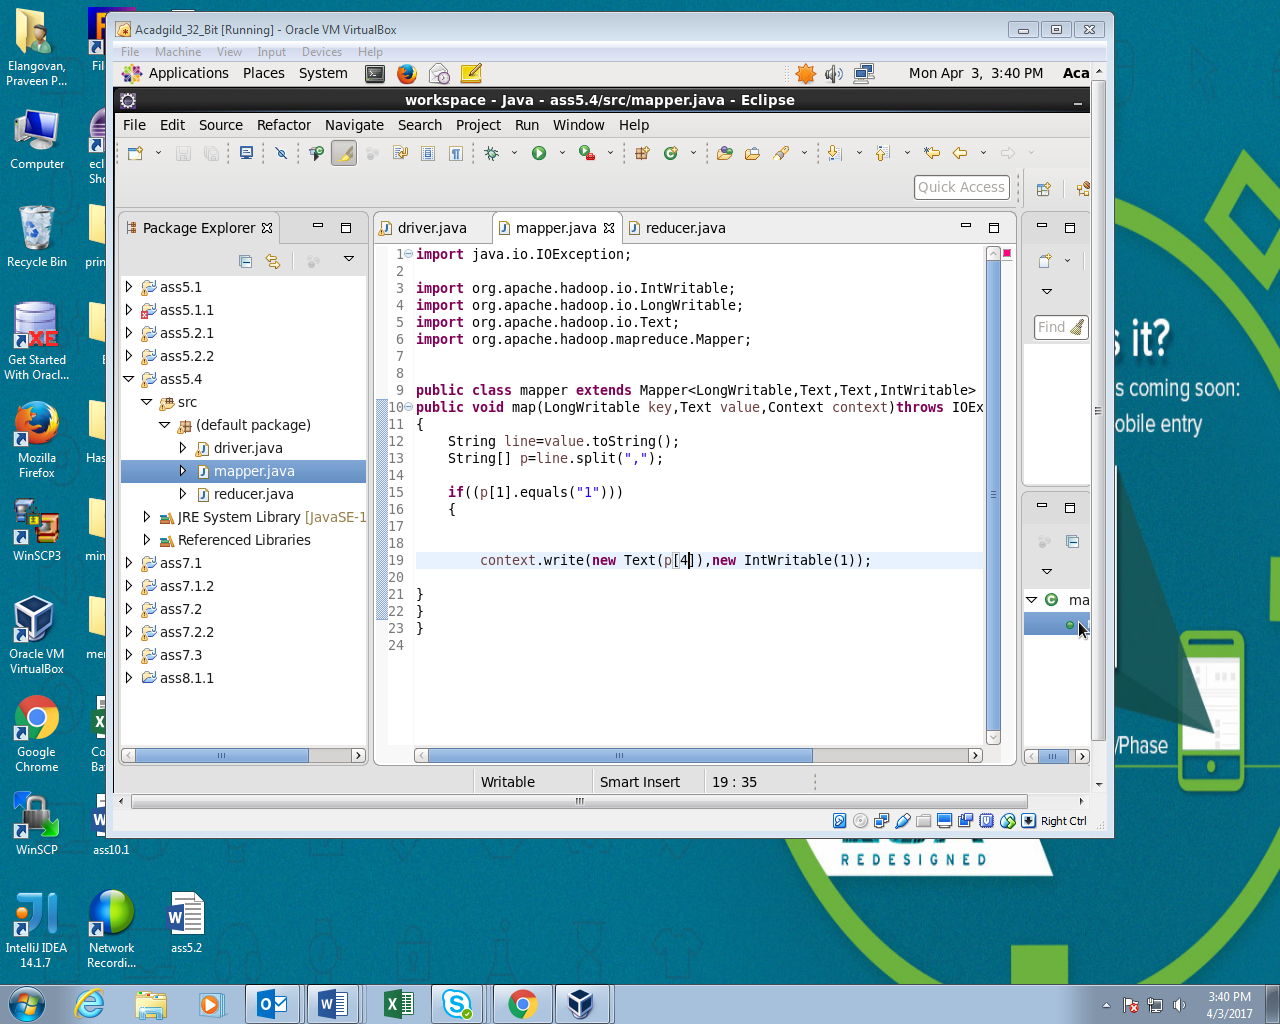 Acadgild_32_Bit [Running] - Oracle VM VirtualBox
File Machine View Input Devices Help
Applications Places System
Mon Apr 3, 3:40 PM Aca
workspace - Java - ass5.4/src/mapper.java - Eclipse
File Edit Source Refactor Navigate Search Project Run Window Help
Quick Access
Package Explorer
driver.java mapper.java reducer.java
ass5.1
ass5.1.1
ass5.2.1
ass5.2.2
ass5.4
src
(default package)
driver.java
mapper.java
reducer.java
JRE System Library [JavaSE-1
Referenced Libraries
ass7.1
ass7.1.2
ass7.2
ass7.2.2
ass7.3
ass8.1.1
1 import java.io.IOException;
2
3 import org.apache.hadoop.io.IntWritable;
4 import org.apache.hadoop.io.LongWritable;
5 import org.apache.hadoop.io.Text;
6 import org.apache.hadoop.mapreduce.Mapper;
7
8
9 public class mapper extends Mapper<LongWritable,Text,Text,IntWritable>
10 public void map(LongWritable key,Text value,Context context)throws IOEx
11 {
12 String line=value.toString();
13 String[] p=line.split(",");
14
15 if((p[1].equals("1")))
16 {
17
18
19 context.write(new Text(p[4]),new IntWritable(1));
20
21 }
22 }
23 }
24
Find
ma
Writable Smart Insert 19 : 35
Right Ctrl
Elangovan, Praveen P...
Computer
Recycle Bin
Get Started With Oracl...
Mozilla Firefox
WinSCP3
Oracle VM VirtualBox
Google Chrome
WinSCP
IntelliJ IDEA 14.1.7
Fil
ecl
Sho
prin
E
Has
min
mer
Co
Bat
ass10.1
Network Recordi...
ass5.2
s it?
s coming soon:
obile entry
/Phase
REDESIGNED
3:40 PM
4/3/2017